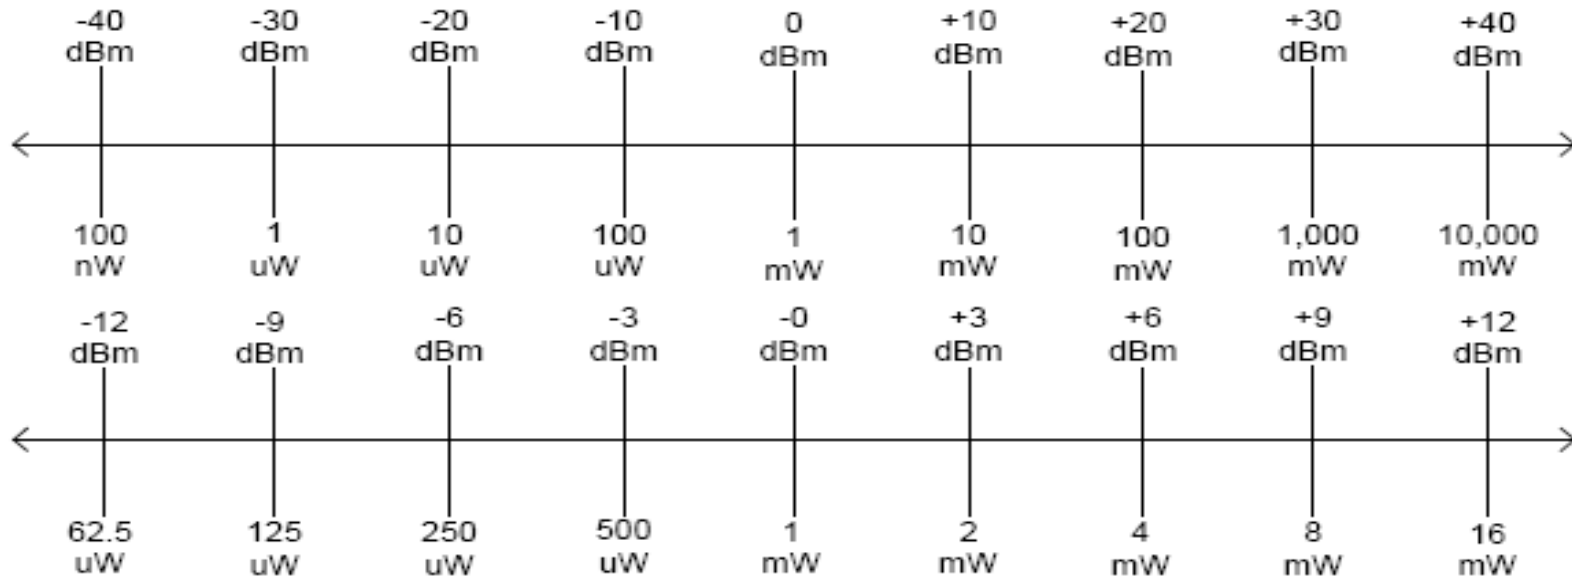 -40 -30 -20 -10 0 +10 +20 +30 +40
dBm dBm dBm dBm dBm dBm dBm dBm dBm
100 1 10 100 1 10 100 1,000 10,000
nW uW uW uW mW mW mW mW mW
-12 -9 -6 -3 -0 +3 +6 +9 +12
dBm dBm dBm dBm dBm dBm dBm dBm dBm
62.5 125 250 500 1 2 4 8 16
uW uW uW uW mW mW mW mW mW